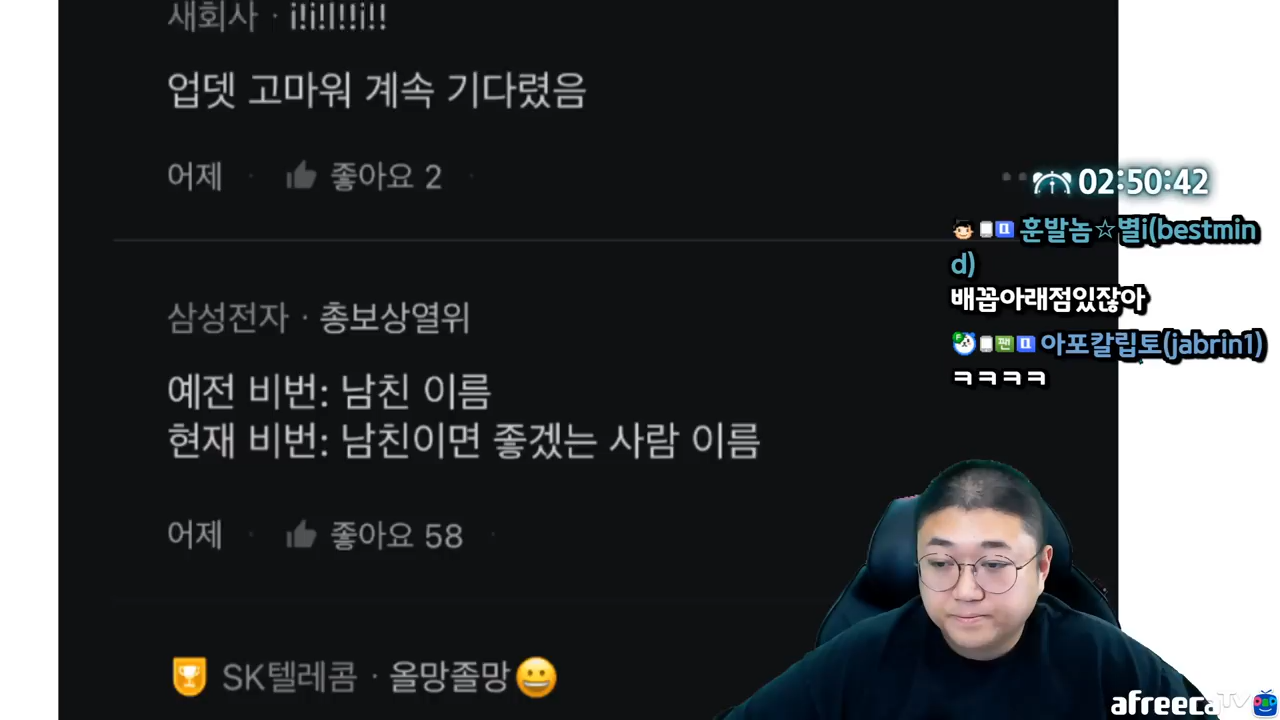 새회사 · i!i!l!!i!!
업뎃 고마워 계속 기다렸음
어제 · 좋아요 2 ·
삼성전자 · 총보상열위
예전 비번: 남친 이름
현재 비번: 남친이면 좋겠는 사람 이름
어제 · 좋아요 58 ·
SK텔레콤 · 올망졸망😀
02:50:42
훈발놈☆별i(bestmin
d)
배꼽아래점있잖아
팬 아포칼립토(jabrin1)
ㅋㅋㅋㅋ
afreecaTV